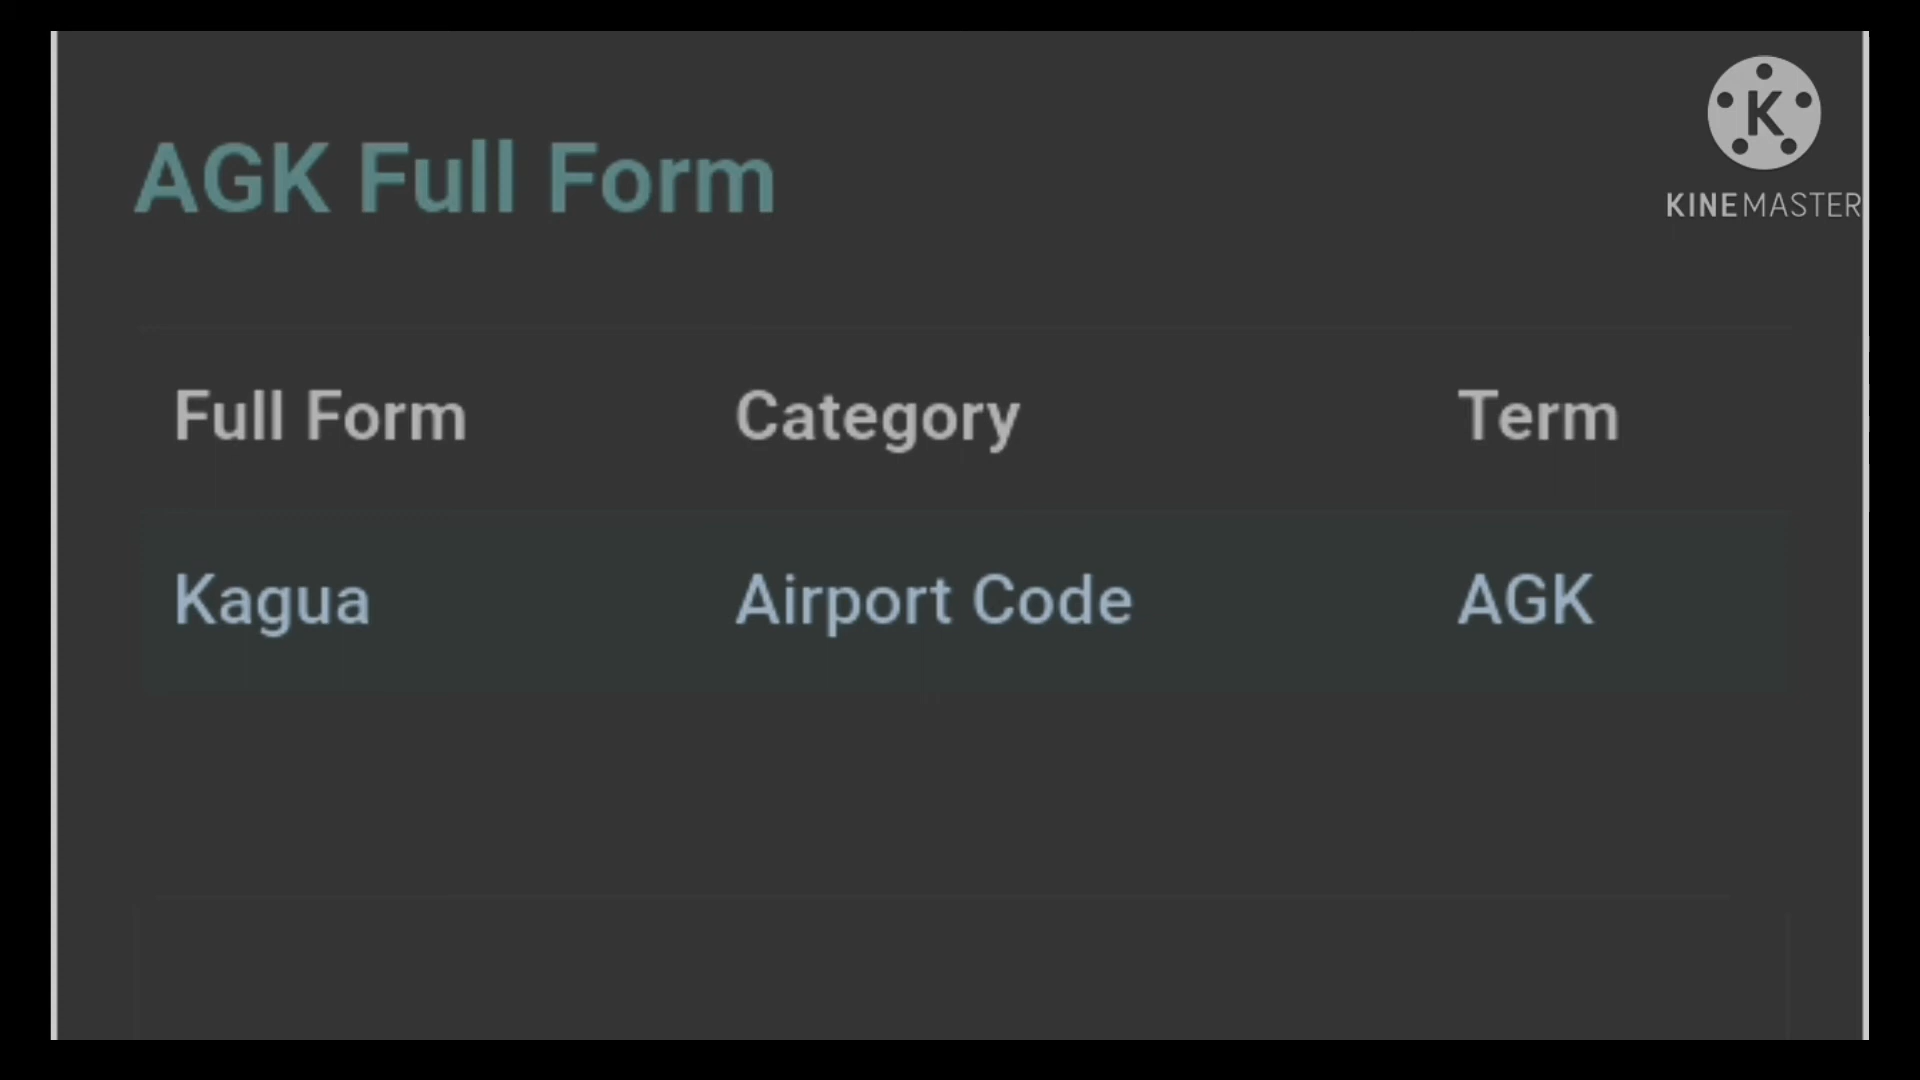 AGK Full Form
K
KINEMASTER
Full Form Category Term
Kagua Airport Code AGK